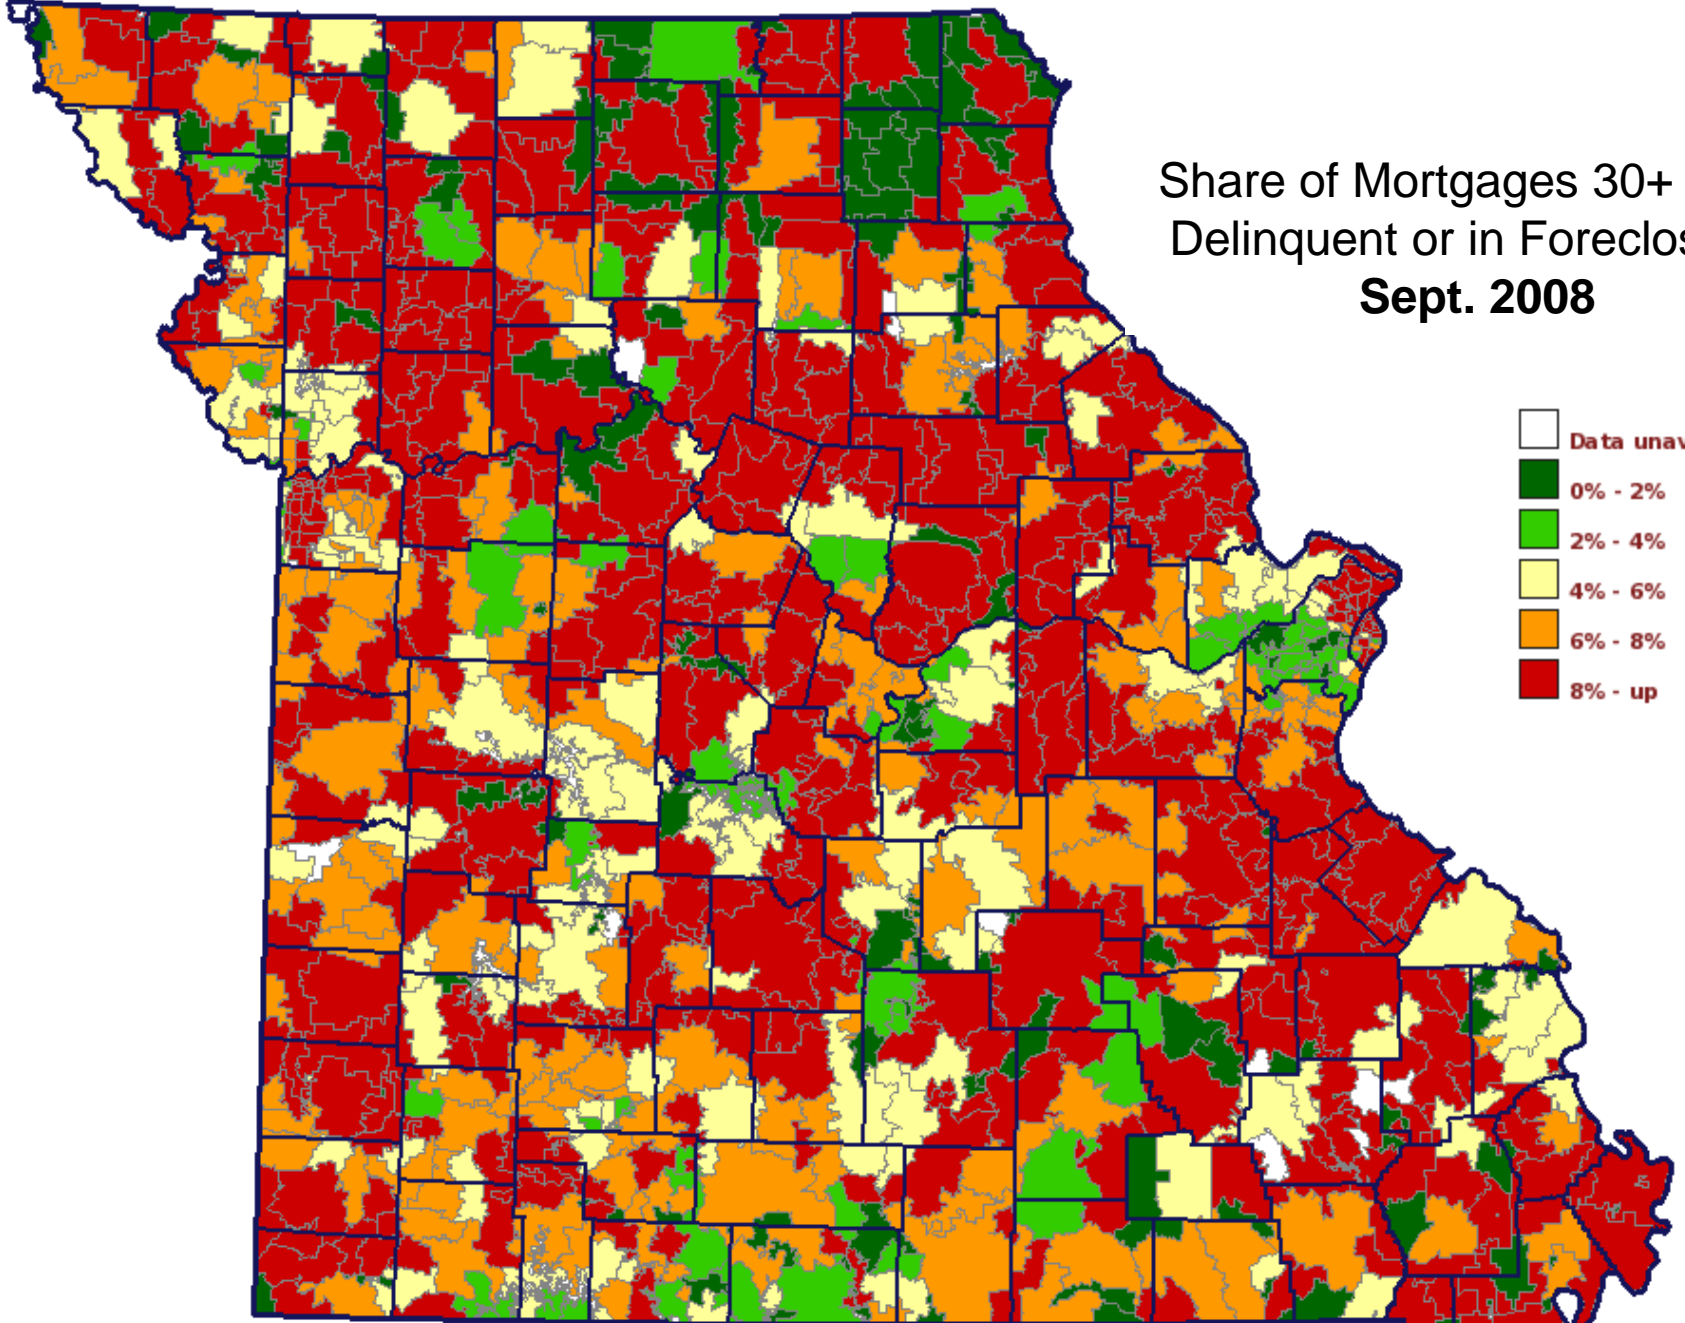 Share of Mortgages 30+
Delinquent or in Foreclos
Sept. 2008
Data unav
0% - 2%
2% - 4%
4% - 6%
6% - 8%
8% - up